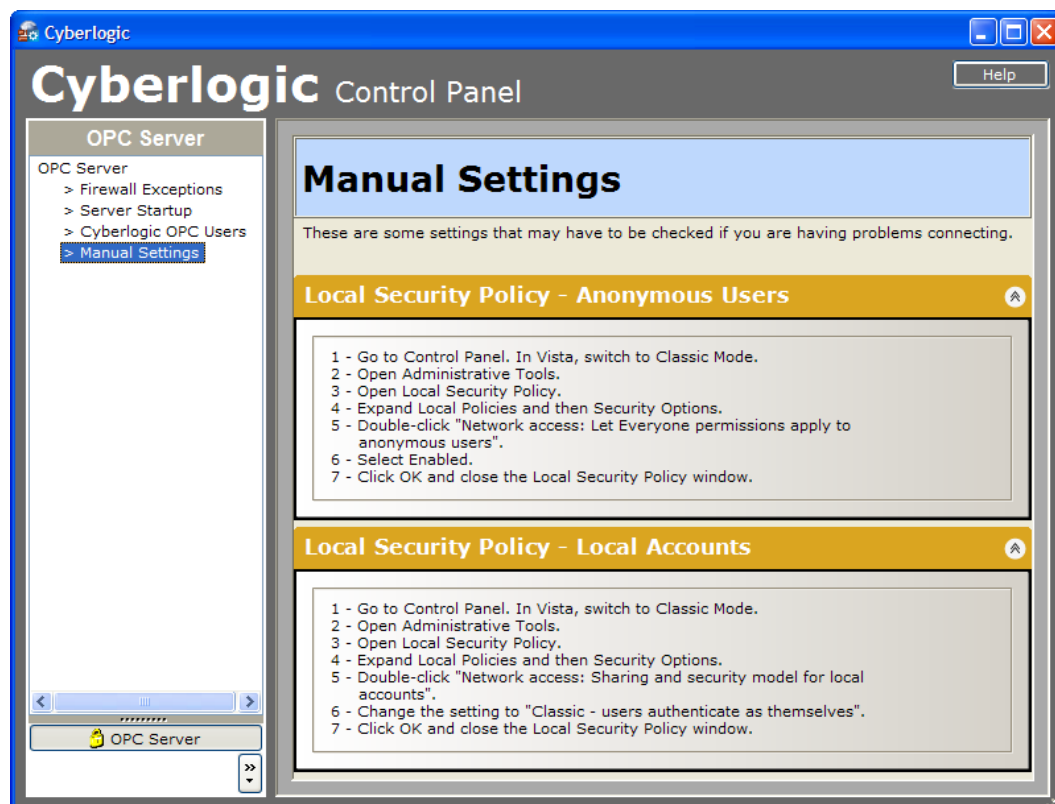 Cyberlogic
Cyberlogic Control Panel
Help
OPC Server
OPC Server
> Firewall Exceptions
> Server Startup
> Cyberlogic OPC Users
> Manual Settings
OPC Server
Manual Settings
These are some settings that may have to be checked if you are having problems connecting.
Local Security Policy - Anonymous Users
1 - Go to Control Panel. In Vista, switch to Classic Mode.
2 - Open Administrative Tools.
3 - Open Local Security Policy.
4 - Expand Local Policies and then Security Options.
5 - Double-click "Network access: Let Everyone permissions apply to
anonymous users".
6 - Select Enabled.
7 - Click OK and close the Local Security Policy window.
Local Security Policy - Local Accounts
1 - Go to Control Panel. In Vista, switch to Classic Mode.
2 - Open Administrative Tools.
3 - Open Local Security Policy.
4 - Expand Local Policies and then Security Options.
5 - Double-click "Network access: Sharing and security model for local
accounts".
6 - Change the setting to "Classic - users authenticate as themselves".
7 - Click OK and close the Local Security Policy window.